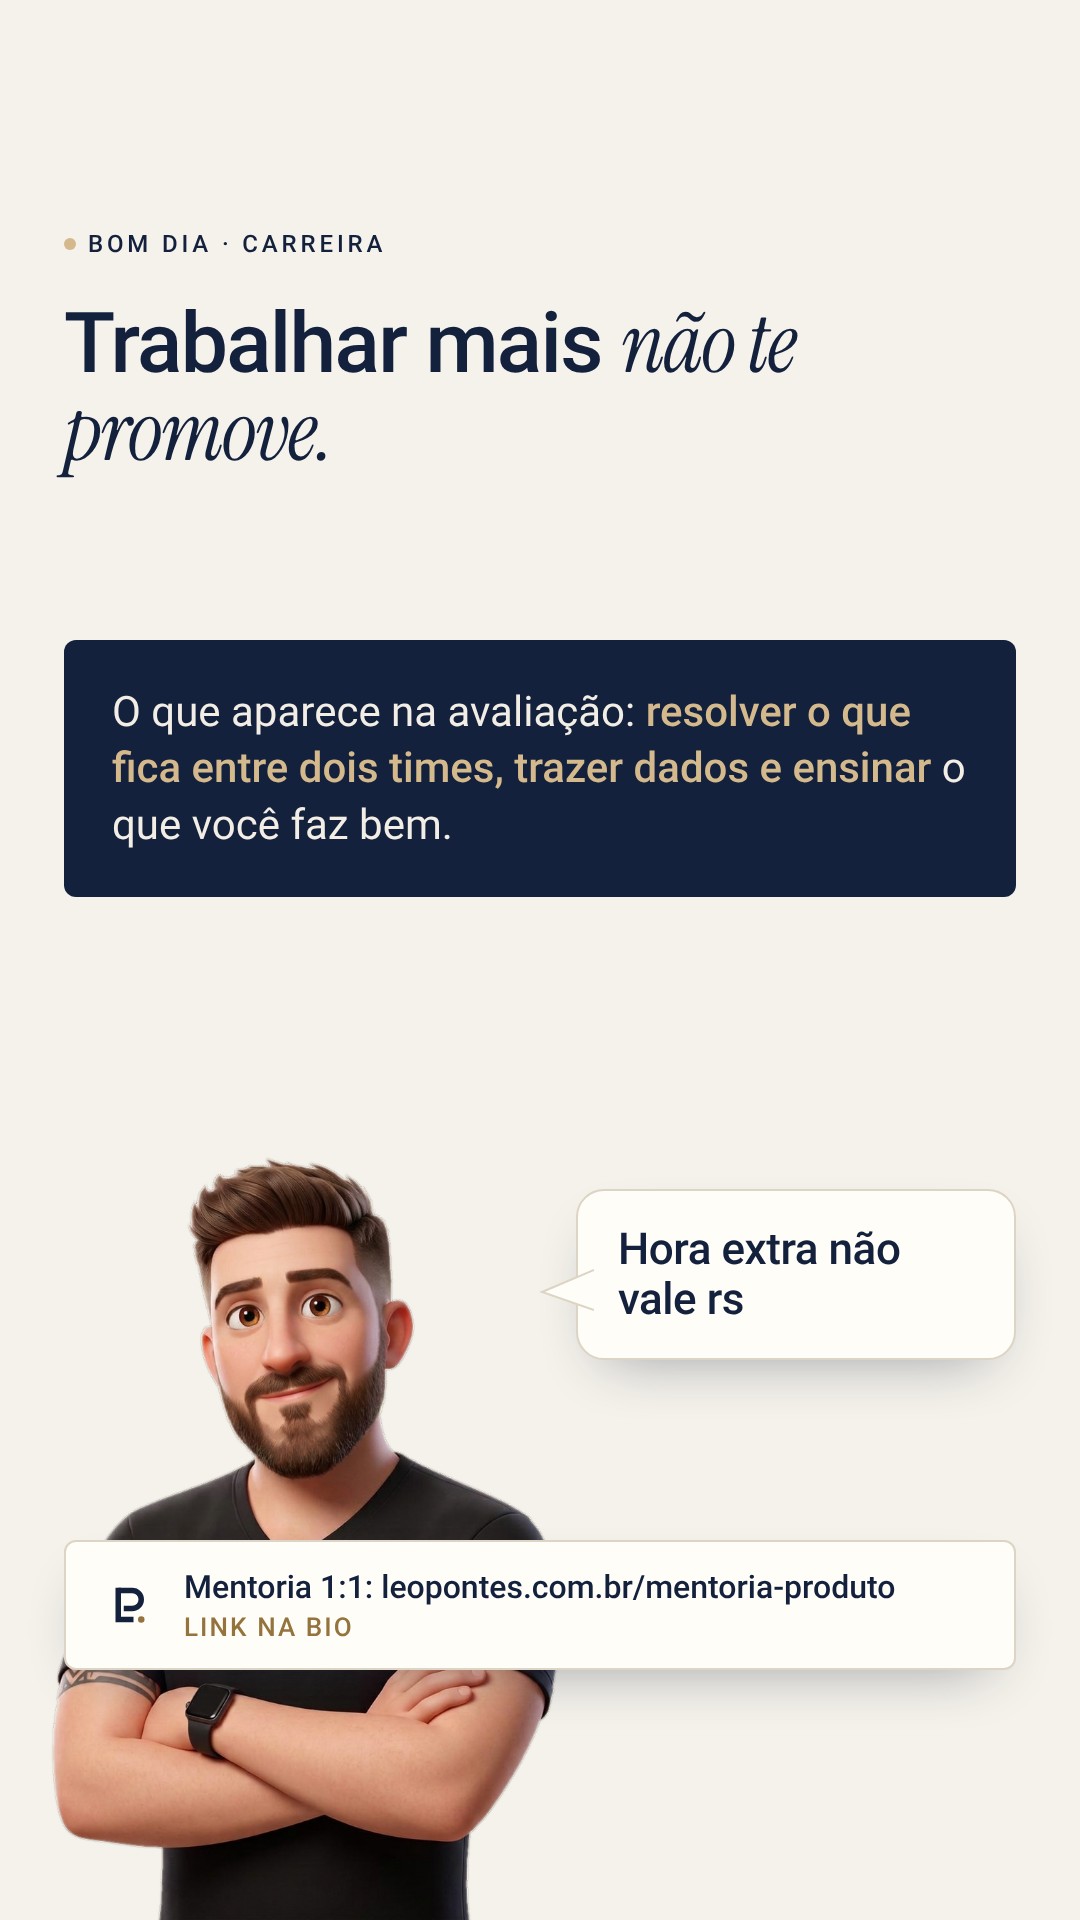 BOM DIA · CARREIRA
Trabalhar mais não te
promove.
O que aparece na avaliação: resolver o que
fica entre dois times, trazer dados e ensinar o
que você faz bem.
Hora extra não
vale rs
Mentoria 1:1: leopontes.com.br/mentoria-produto
LINK NA BIO